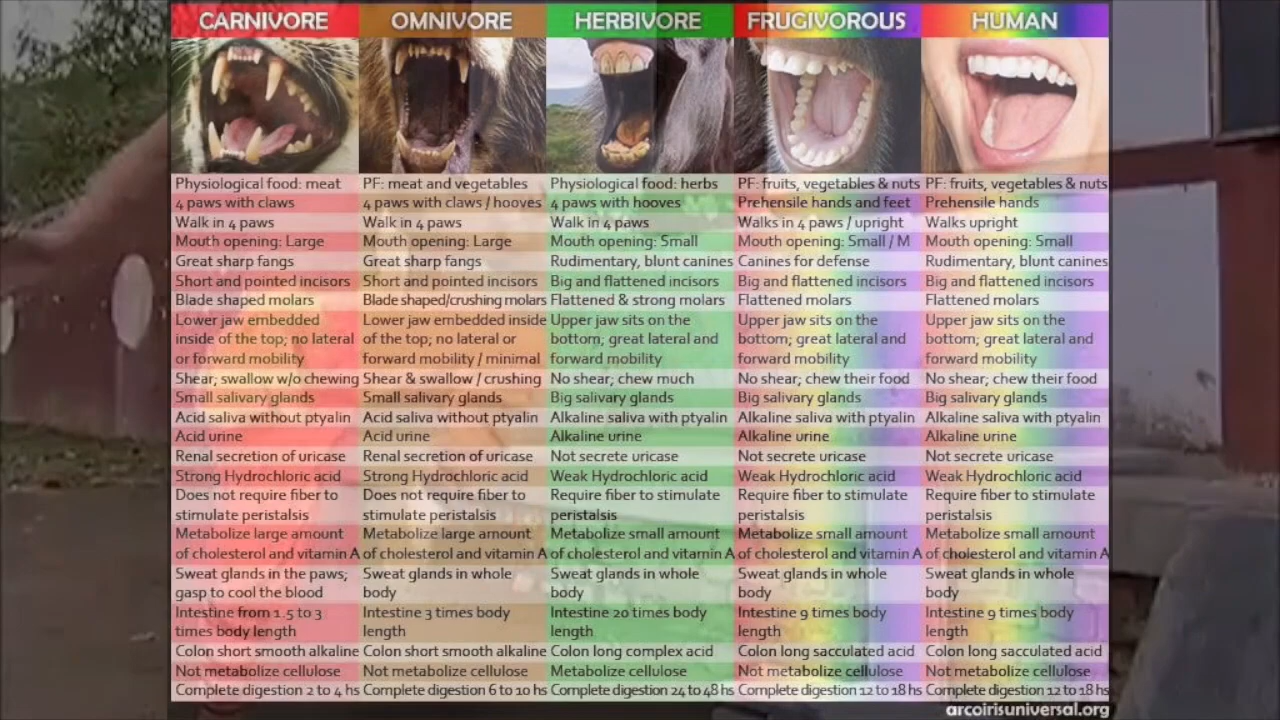 CARNIVORE
OMNIVORE
HERBIVORE
FRUGIVOROUS
HUMAN
Physiological food: meat
PF: meat and vegetables
Physiological food: herbs
PF: fruits, vegetables & nuts
PF: fruits, vegetables & nuts
4 paws with claws
4 paws with claws / hooves
4 paws with hooves
Prehensile hands and feet
Prehensile hands
Walk in 4 paws
Walk in 4 paws
Walk in 4 paws
Walks in 4 paws / upright
Walks upright
Mouth opening: Large
Mouth opening: Large
Mouth opening: Small
Mouth opening: Small / M
Mouth opening: Small
Great sharp fangs
Great sharp fangs
Rudimentary, blunt canines
Canines for defense
Rudimentary, blunt canines
Short and pointed incisors
Short and pointed incisors
Big and flattened incisors
Big and flattened incisors
Big and flattened incisors
Blade shaped molars
Blade shaped/crushing molars
Flattened & strong molars
Flattened molars
Flattened molars
Lower jaw embedded
inside of the top; no lateral
or forward mobility
Lower jaw embedded inside
of the top; no lateral or
forward mobility / minimal
Upper jaw sits on the
bottom; great lateral and
forward mobility
Upper jaw sits on the
bottom; great lateral and
forward mobility
Upper jaw sits on the
bottom; great lateral and
forward mobility
Shear; swallow w/o chewing
Shear & swallow / crushing
No shear; chew much
No shear; chew their food
No shear; chew their food
Small salivary glands
Small salivary glands
Big salivary glands
Big salivary glands
Big salivary glands
Acid saliva without ptyalin
Acid saliva without ptyalin
Alkaline saliva with ptyalin
Alkaline saliva with ptyalin
Alkaline saliva with ptyalin
Acid urine
Acid urine
Alkaline urine
Alkaline urine
Alkaline urine
Renal secretion of uricase
Renal secretion of uricase
Not secrete uricase
Not secrete uricase
Not secrete uricase
Strong Hydrochloric acid
Strong Hydrochloric acid
Weak Hydrochloric acid
Weak Hydrochloric acid
Weak Hydrochloric acid
Does not require fiber to
stimulate peristalsis
Does not require fiber to
stimulate peristalsis
Require fiber to stimulate
peristalsis
Require fiber to stimulate
peristalsis
Require fiber to stimulate
peristalsis
Metabolize large amount
of cholesterol and vitamin A
Metabolize large amount
of cholesterol and vitamin A
Metabolize small amount
of cholesterol and vitamin A
Metabolize small amount
of cholesterol and vitamin A
Metabolize small amount
of cholesterol and vitamin A
Sweat glands in the paws;
gasp to cool the blood
Sweat glands in whole
body
Sweat glands in whole
body
Sweat glands in whole
body
Sweat glands in whole
body
Intestine from 1.5 to 3
times body length
Intestine 3 times body
length
Intestine 20 times body
length
Intestine 9 times body
length
Intestine 9 times body
length
Colon short smooth alkaline
Colon short smooth alkaline
Colon long complex acid
Colon long sacculated acid
Colon long sacculated acid
Not metabolize cellulose
Not metabolize cellulose
Metabolize cellulose
Not metabolize cellulose
Not metabolize cellulose
Complete digestion 2 to 4 hs
Complete digestion 6 to 10 hs
Complete digestion 24 to 48 hs
Complete digestion 12 to 18 hs
Complete digestion 12 to 18 hs
arcoirisuniversal.org